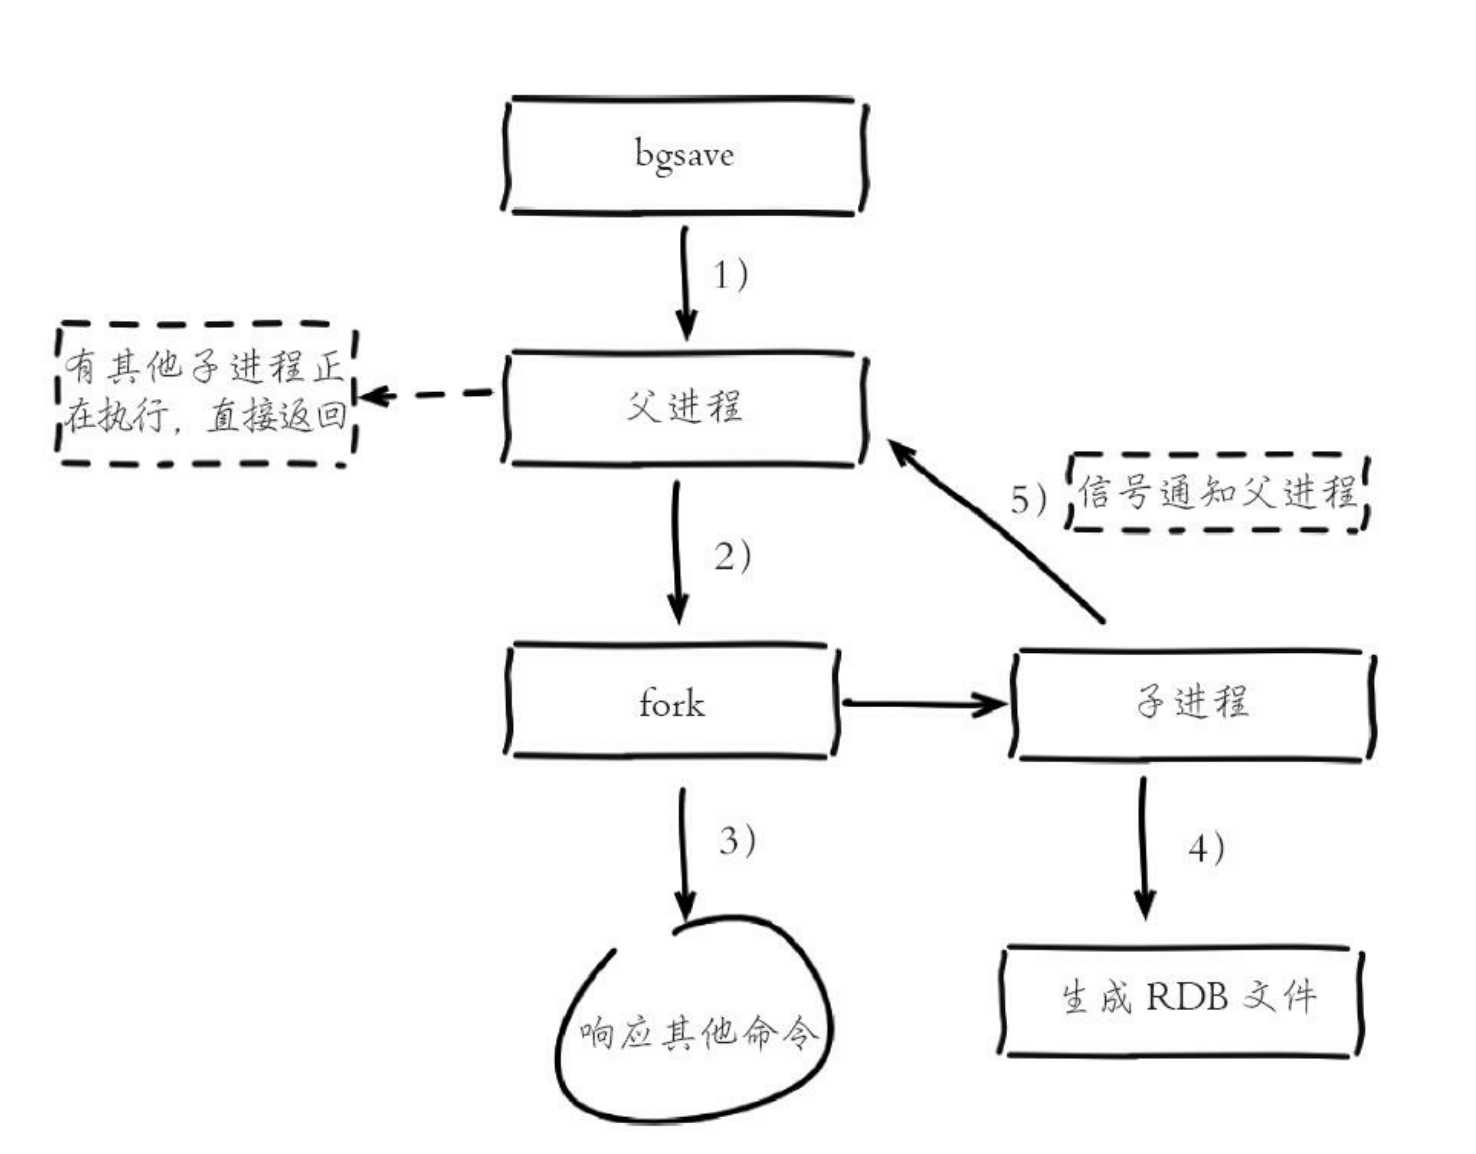 bgsave
1）
有其他子进程正
在执行，直接返回
父进程
5）
信号通知父进程
2）
fork
子进程
3）
4）
响应其他命令
生成 RDB 文件